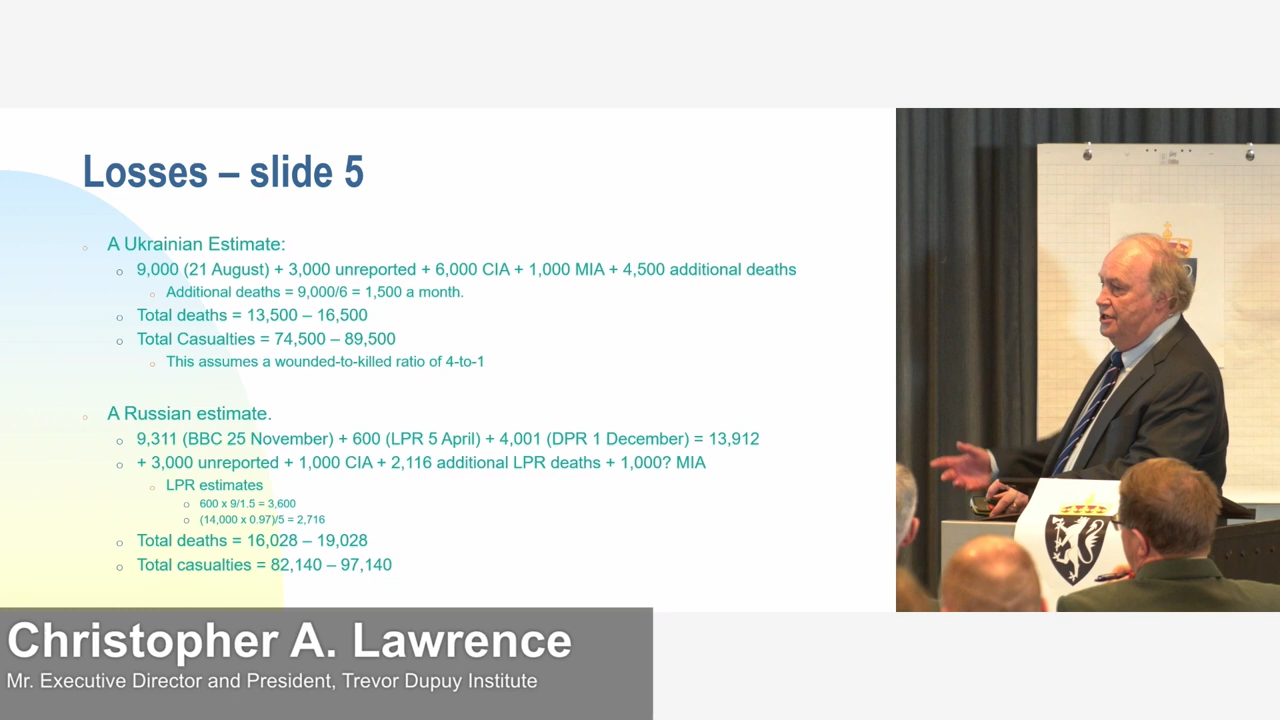 Losses – slide 5
A Ukrainian Estimate:
9,000 (21 August) + 3,000 unreported + 6,000 CIA + 1,000 MIA + 4,500 additional deaths
Additional deaths = 9,000/6 = 1,500 a month.
Total deaths = 13,500 – 16,500
Total Casualties = 74,500 – 89,500
This assumes a wounded-to-killed ratio of 4-to-1
A Russian estimate.
9,311 (BBC 25 November) + 600 (LPR 5 April) + 4,001 (DPR 1 December) = 13,912
+ 3,000 unreported + 1,000 CIA + 2,116 additional LPR deaths + 1,000? MIA
LPR estimates
600 x 9/1.5 = 3,600
(14,000 x 0.97)/5 = 2,716
Total deaths = 16,028 – 19,028
Total casualties = 82,140 – 97,140
Christopher A. Lawrence
Mr. Executive Director and President, Trevor Dupuy Institute